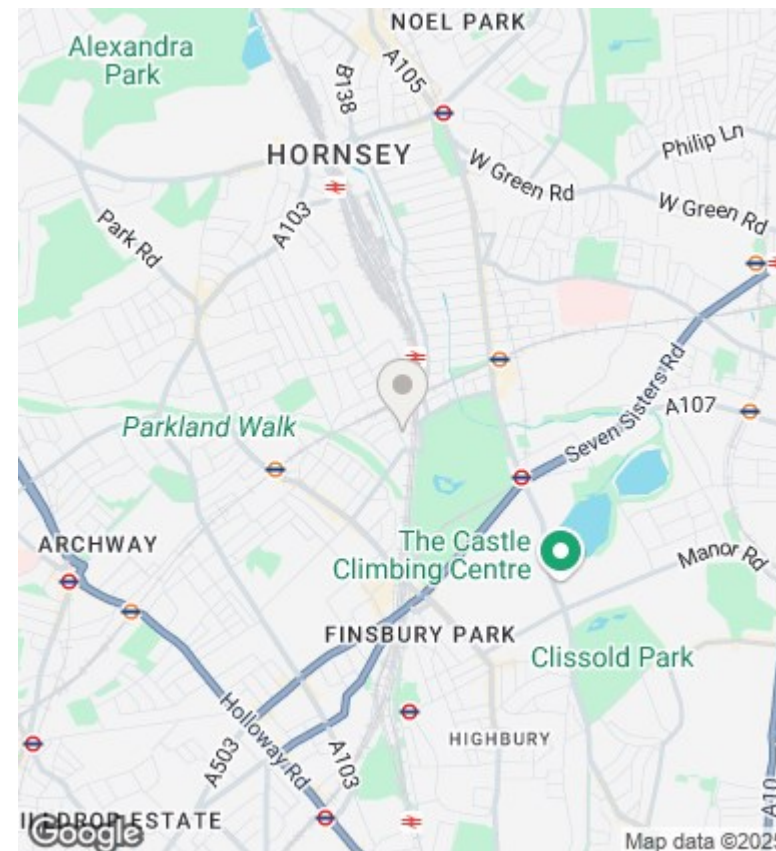 NOEL PARK
Alexandra
Park
A105
B138
Philip Ln
HORNSEY
W Green Rd
W Green Rd
A103
Park Rd
Seven Sisters Rd
A107
Parkland Walk
ARCHWAY
The Castle
Climbing Centre
Manor Rd
FINSBURY PARK
Clissold Park
Holloway Rd
A503
A103
HIGHBURY
A10
ILLDROP ESTATE
Google
Map data ©2025